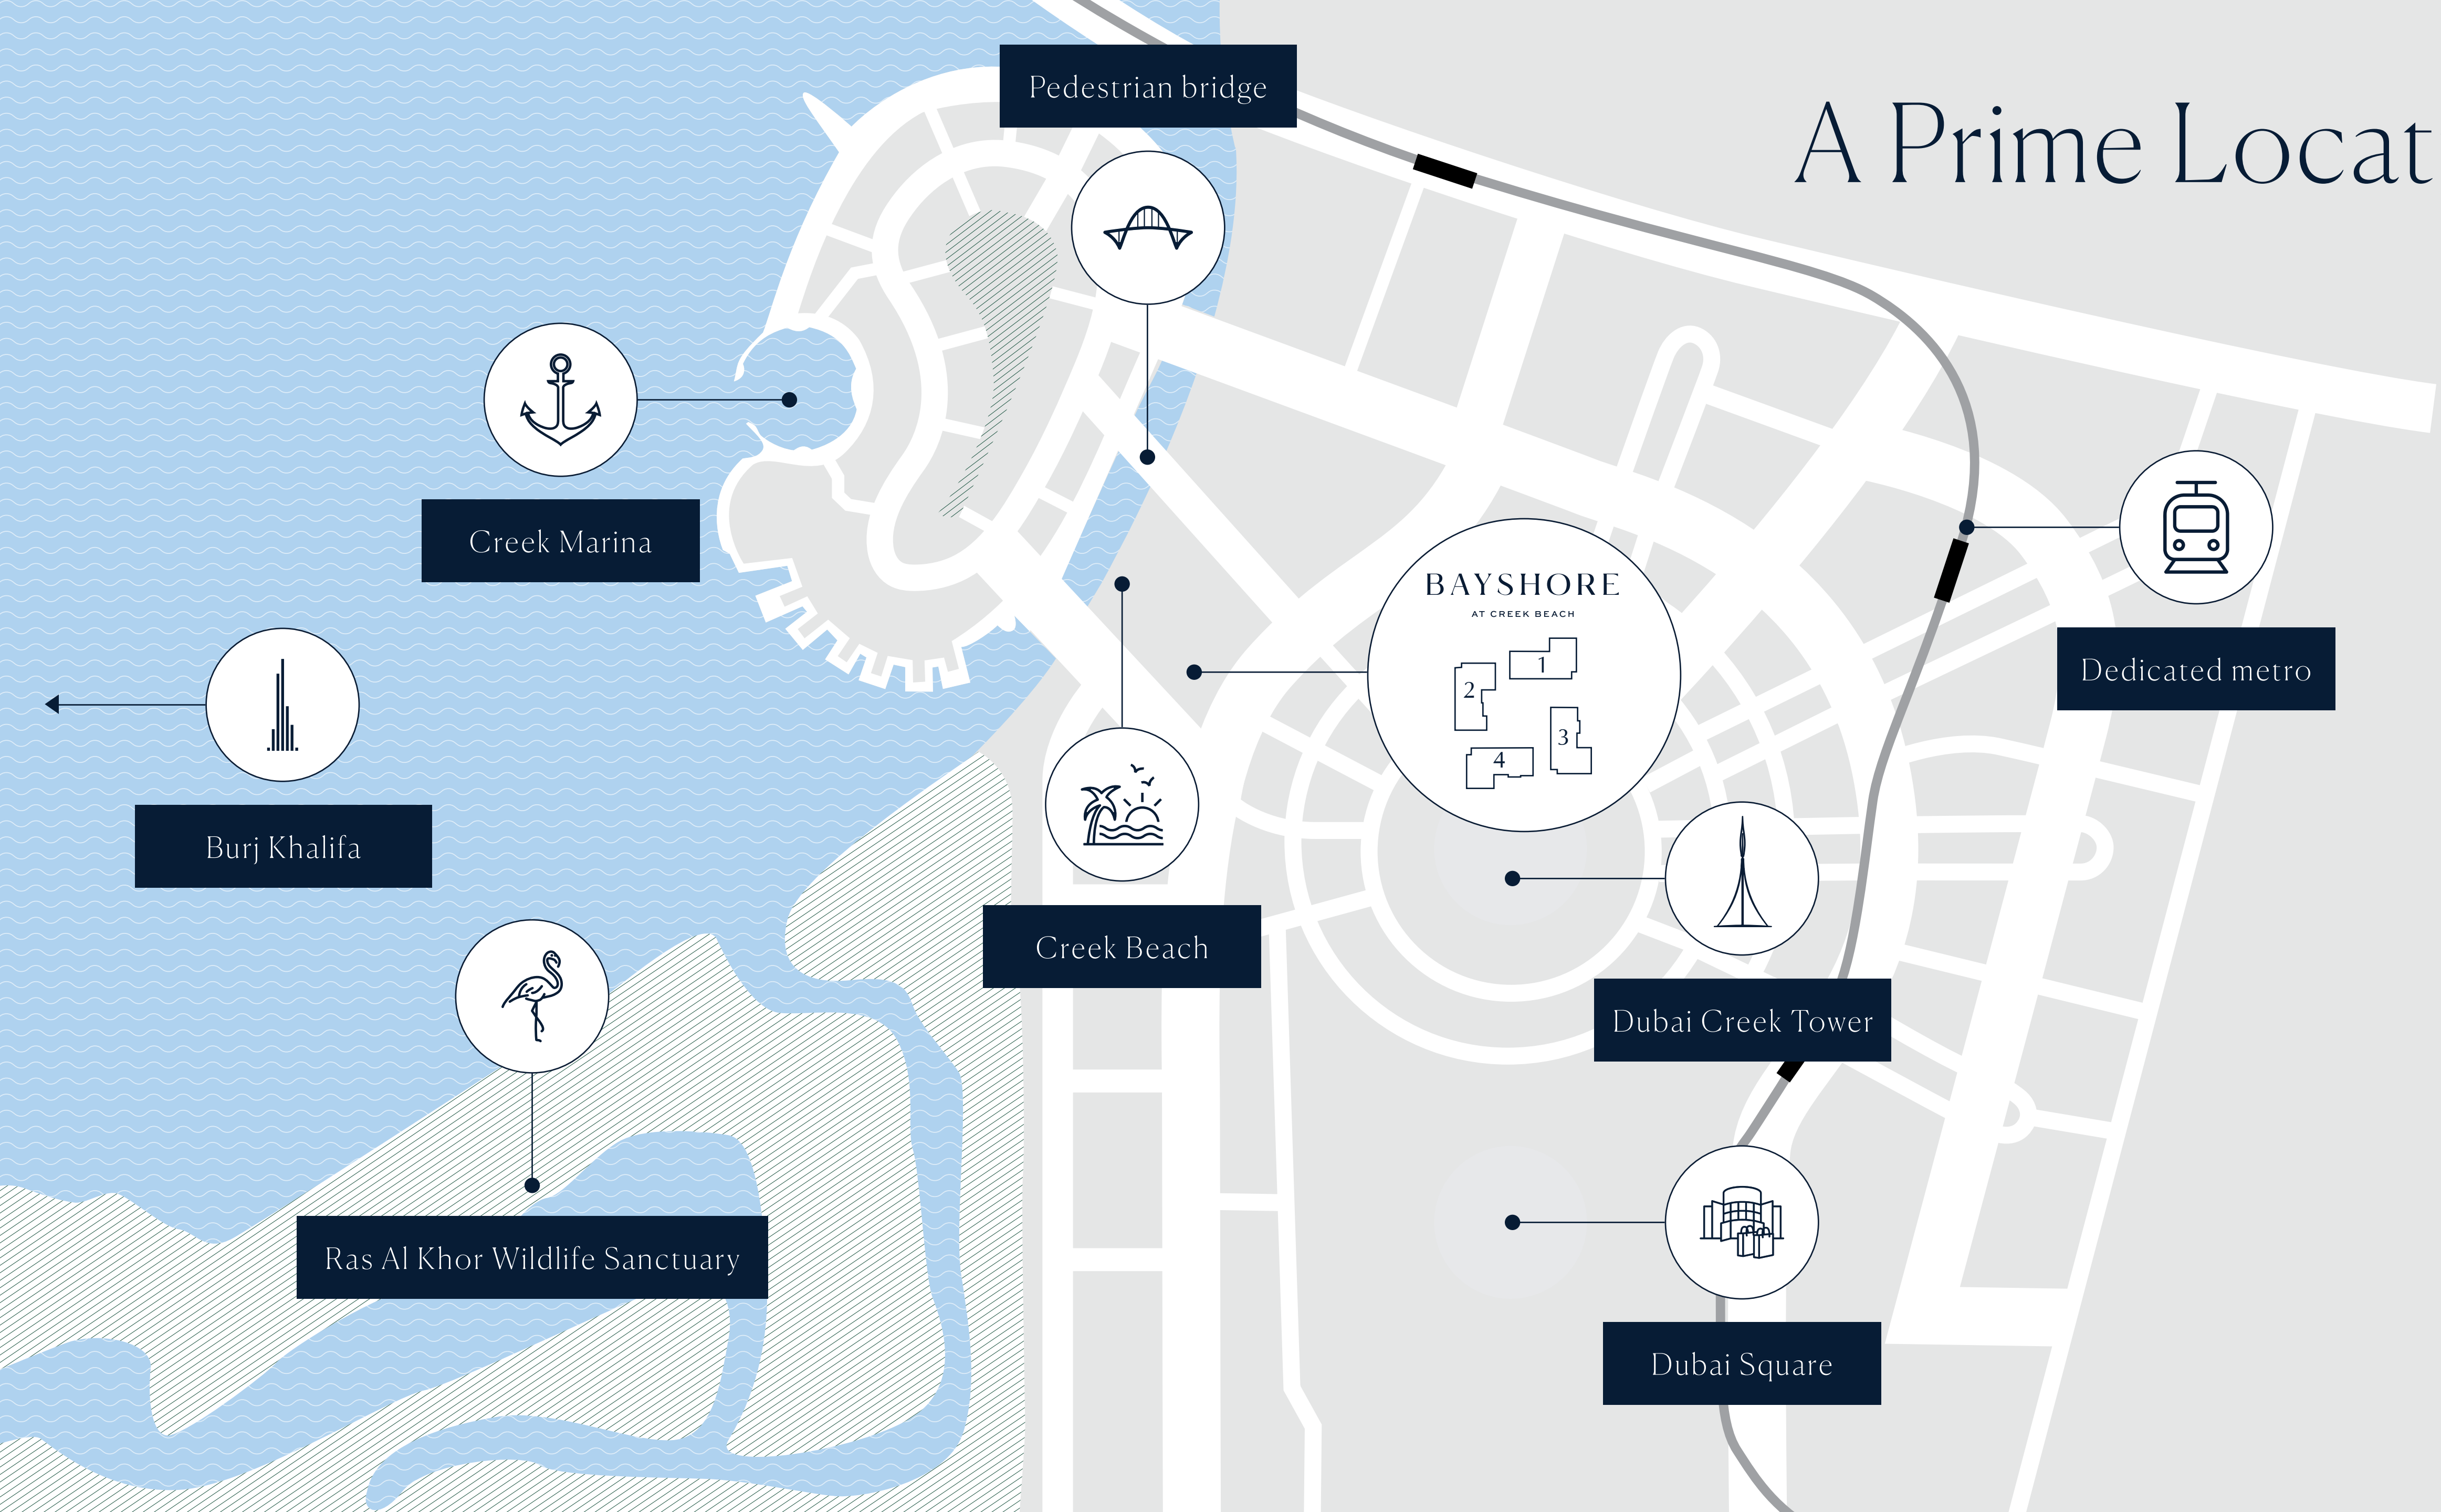 Pedestrian bridge
A Prime Locat
Creek Marina
BAYSHORE
AT CREEK BEACH
1
2
3
4
Dedicated metro
Burj Khalifa
Creek Beach
Dubai Creek Tower
Ras Al Khor Wildlife Sanctuary
Dubai Square